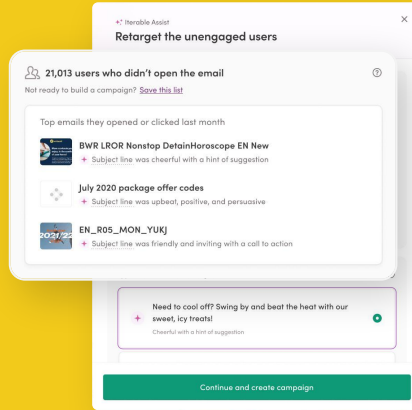 Iterable Assist
Retarget the unengaged users
21,013 users who didn't open the email
Not ready to build a campaign? Save this list
Top emails they opened or clicked last month
BWR LROR Nonstop DetainHoroscope EN New
Subject line was cheerful with a hint of suggestion
July 2020 package offer codes
Subject line was upbeat, positive, and persuasive
2021/22
EN_R05_MON_YUKJ
Subject line was friendly and inviting with a call to action
Need to cool off? Swing by and beat the heat with our
sweet, icy treats!
Cheerful with a hint of suggestion
Continue and create campaign